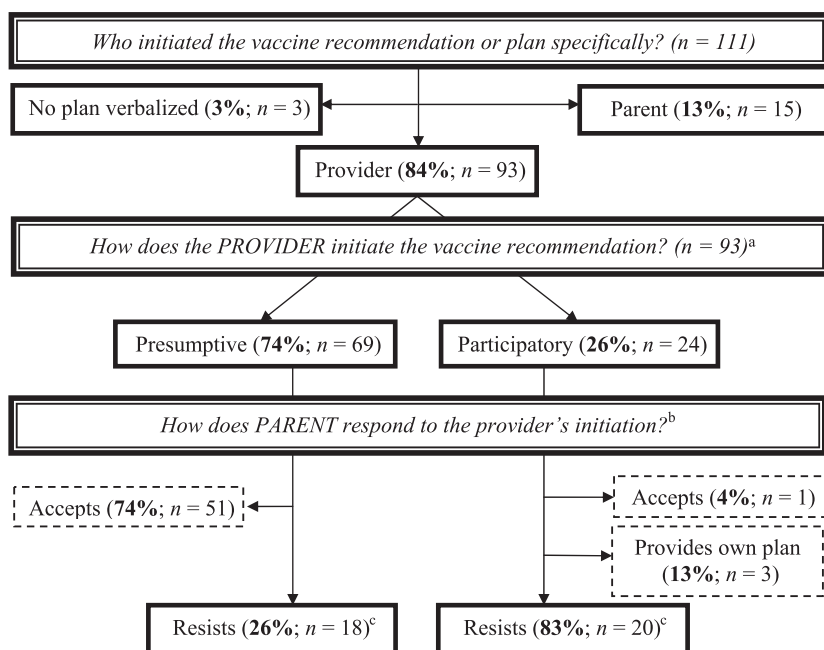 Who initiated the vaccine recommendation or plan specifically? (n = 111)
No plan verbalized (3%; n = 3)
Parent (13%; n = 15)
Provider (84%; n = 93)
How does the PROVIDER initiate the vaccine recommendation? (n = 93)a
Presumptive (74%; n = 69)
Participatory (26%; n = 24)
How does PARENT respond to the provider's initiation?b
Accepts (74%; n = 51)
Accepts (4%; n = 1)
Provides own plan
(13%; n = 3)
Resists (26%; n = 18)c
Resists (83%; n = 20)c